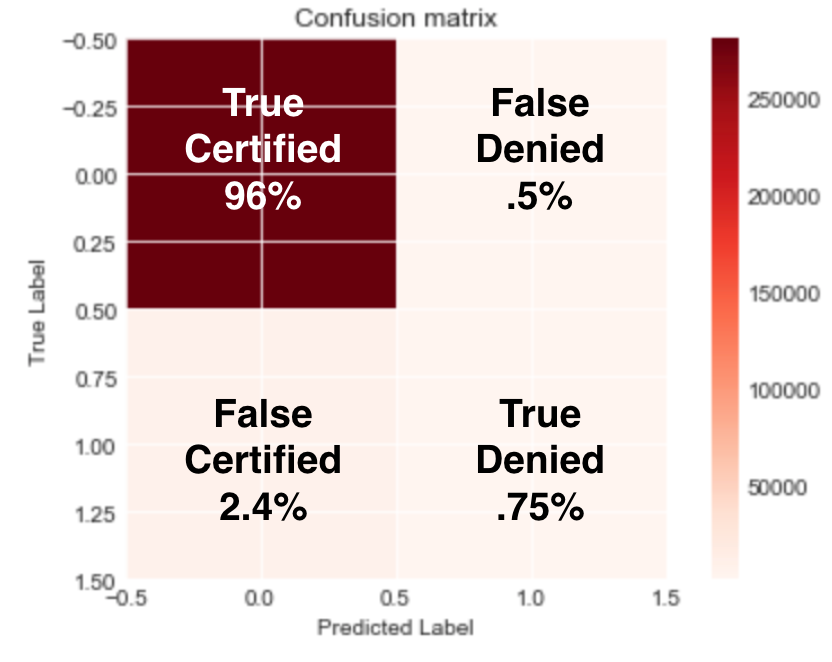 Confusion matrix
−0.50
−0.25
0.00
0.25
0.50
0.75
1.00
1.25
1.50
True Label
True
Certified
96%
False
Denied
.5%
False
Certified
2.4%
True
Denied
.75%
−0.5
0.0
0.5
1.0
1.5
Predicted Label
250000
200000
150000
100000
50000